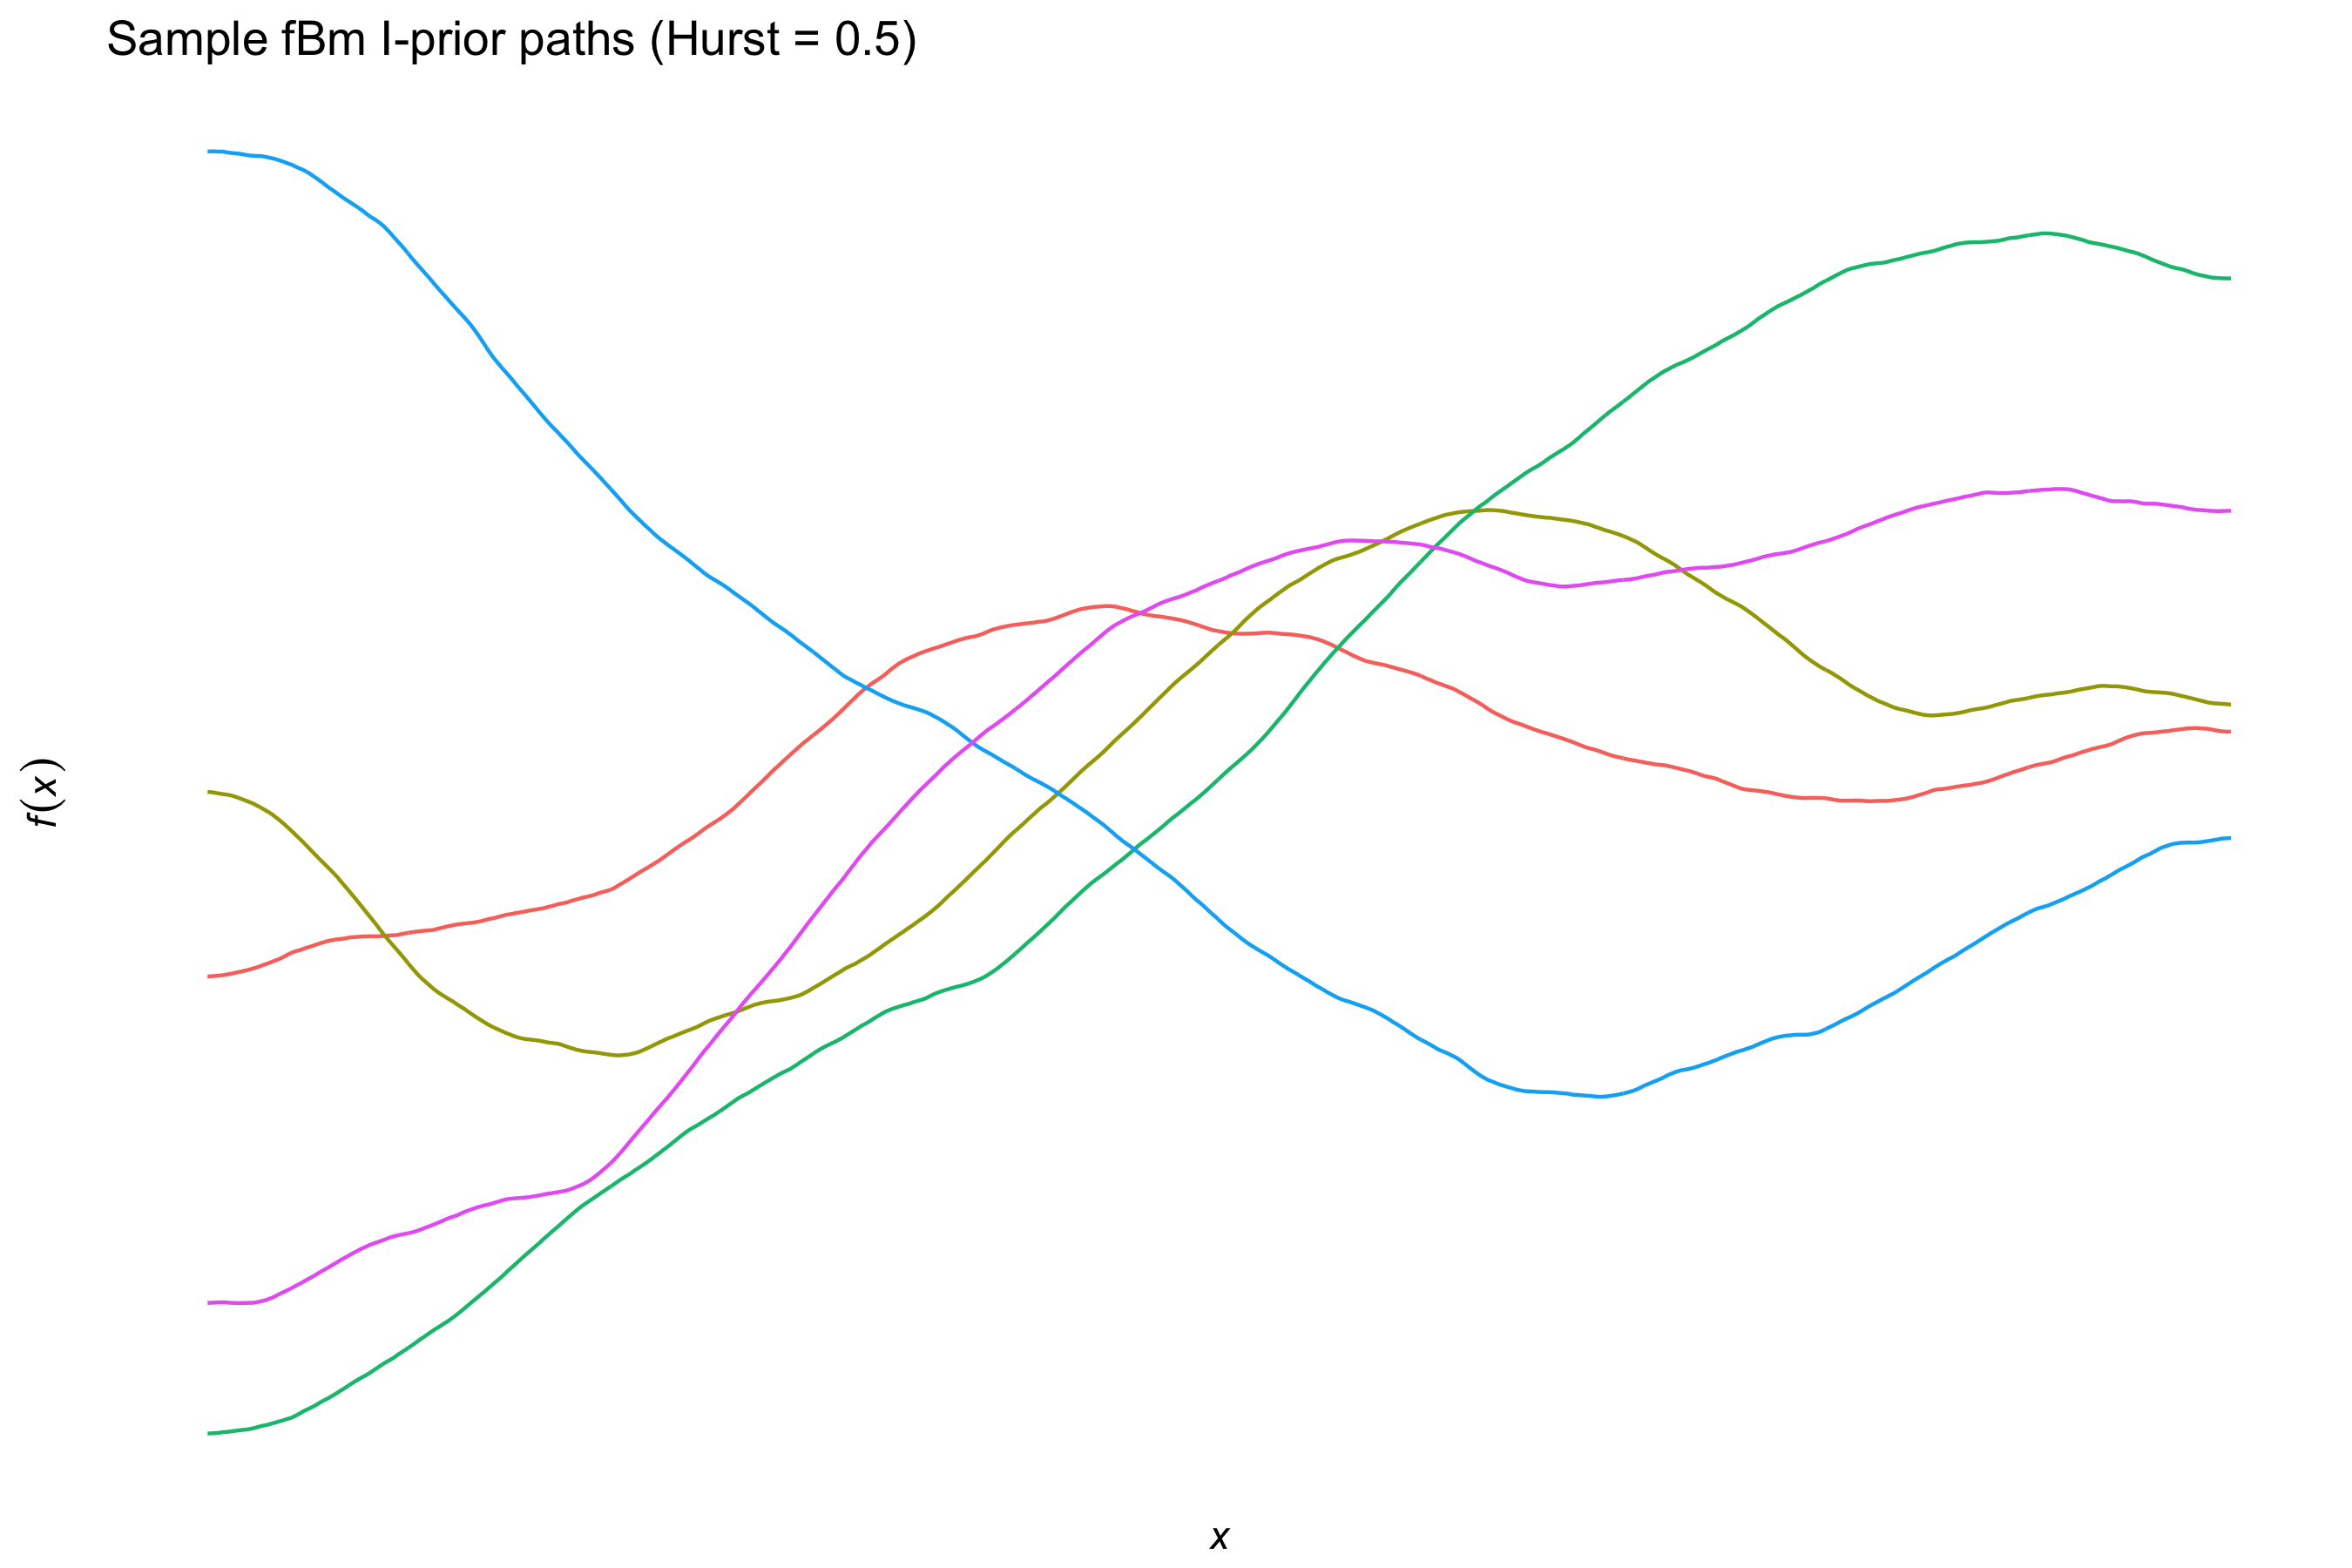 Sample fBm I-prior paths (Hurst = 0.5)
f(x)
x